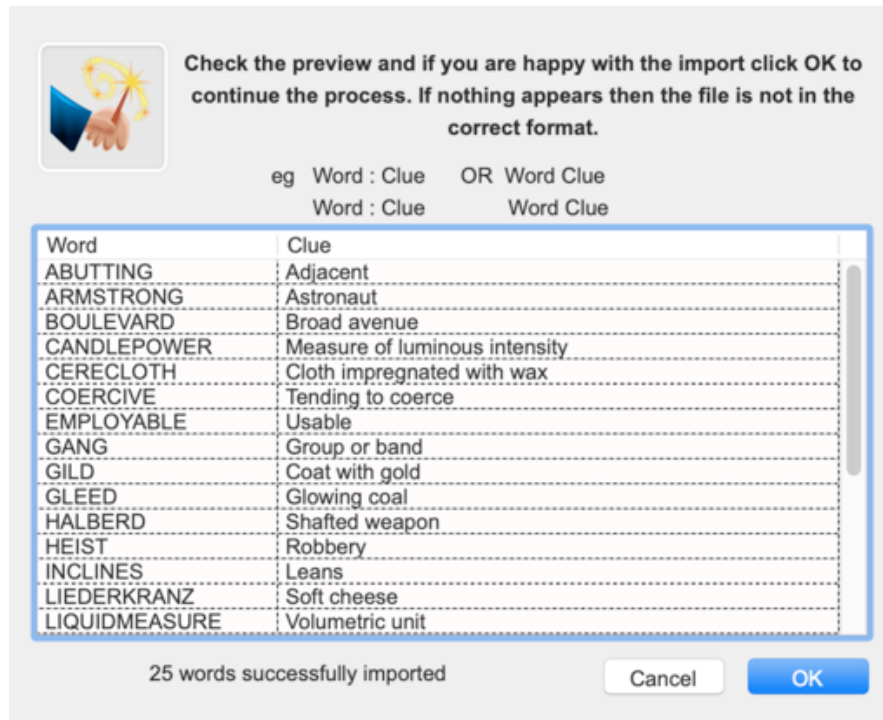 Check the preview and if you are happy with the import click OK to
continue the process. If nothing appears then the file is not in the
correct format.
eg Word : Clue OR Word Clue
Word : Clue Word Clue
Word Clue
ABUTTING Adjacent
ARMSTRONG Astronaut
BOULEVARD Broad avenue
CANDLEPOWER Measure of luminous intensity
CERECLOTH Cloth impregnated with wax
COERCIVE Tending to coerce
EMPLOYABLE Usable
GANG Group or band
GILD Coat with gold
GLEED Glowing coal
HALBERD Shafted weapon
HEIST Robbery
INCLINES Leans
LIEDERKRANZ Soft cheese
LIQUIDMEASURE Volumetric unit
25 words successfully imported Cancel OK